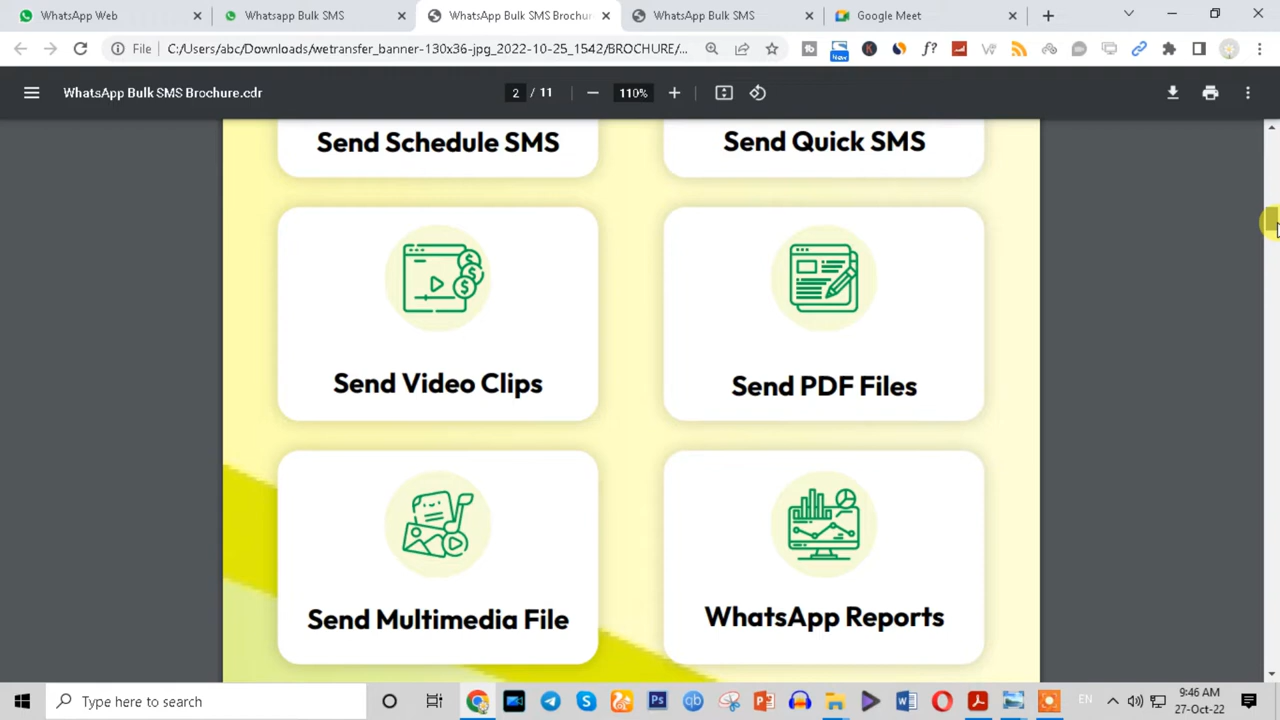 WhatsApp Web
Whatsapp Bulk SMS
WhatsApp Bulk SMS Brochur
WhatsApp Bulk SMS
Google Meet
File
C:/Users/abc/Downloads/wetransfer_banner-130x36-jpg_2022-10-25_1542/BROCHURE/...
New
WhatsApp Bulk SMS Brochure.cdr
2 / 11
110%
Send Schedule SMS
Send Quick SMS
Send Video Clips
Send PDF Files
Send Multimedia File
WhatsApp Reports
Type here to search
EN
9:46 AM
27-Oct-22